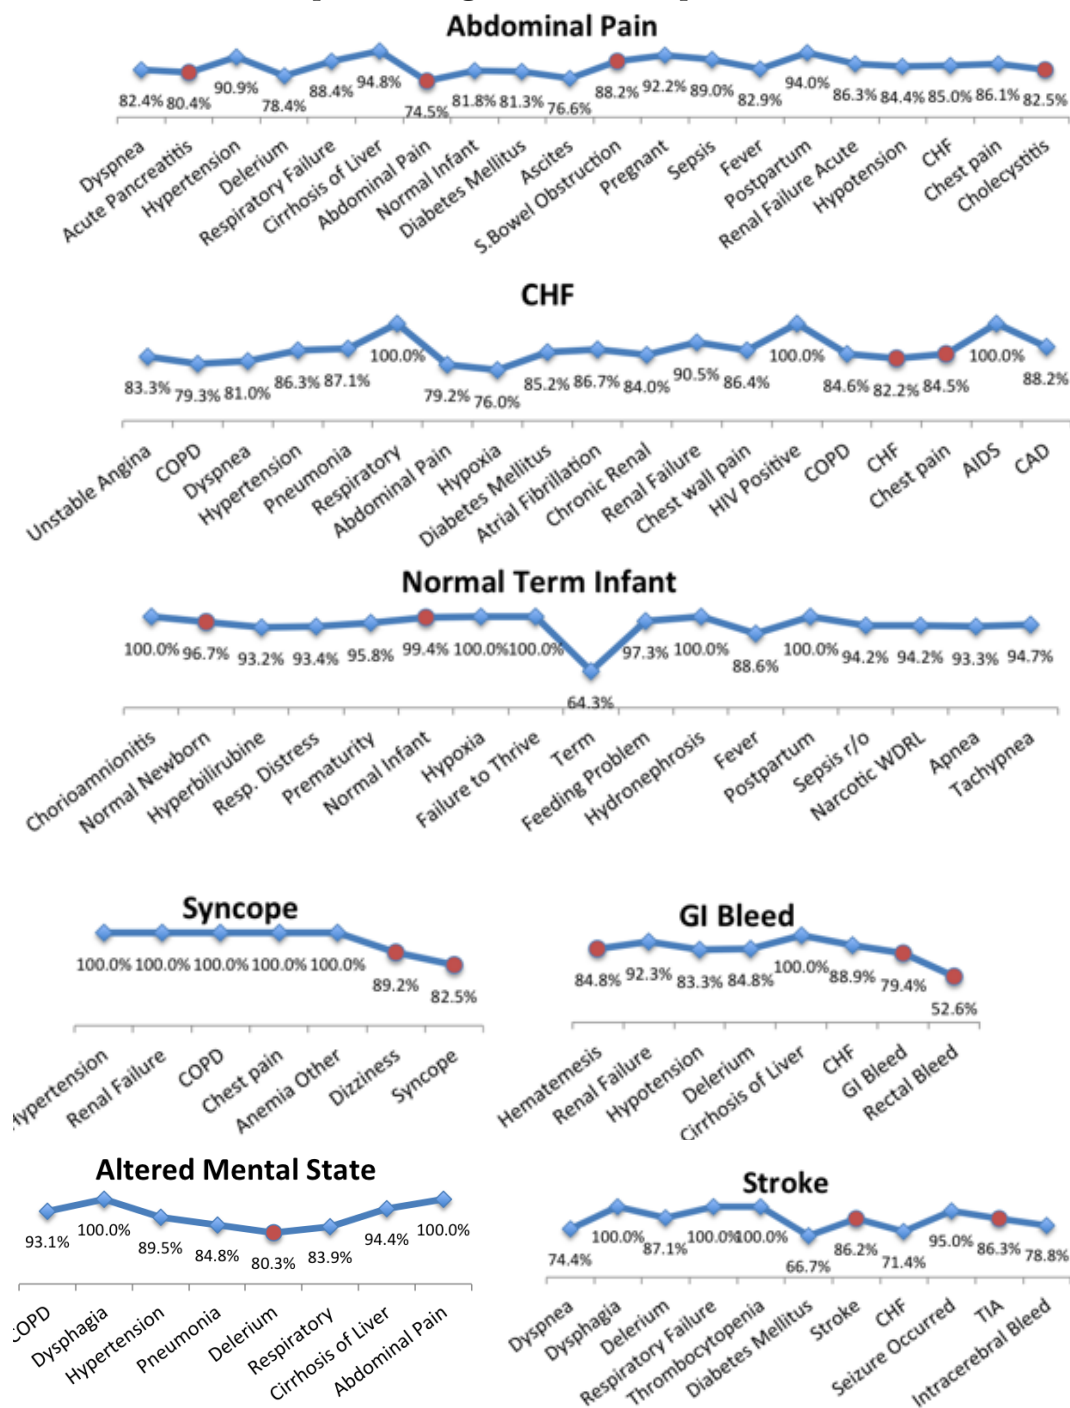 Abdominal Pain
82.4% 80.4% 90.9% 78.4% 88.4% 94.8% 74.5% 81.8% 81.3% 76.6% 88.2% 92.2% 89.0% 82.9% 94.0% 86.3% 84.4% 85.0% 86.1% 82.5%
Dyspnea
Acute Pancreatitis
Hypertension
Delerium
Respiratory Failure
Cirrhosis of Liver
Abdominal Pain
Normal Infant
Diabetes Mellitus
Ascites
S.Bowel Obstruction
Pregnant
Sepsis
Fever
Postpartum
Renal Failure Acute
Hypotension
CHF
Chest pain
Cholecystitis
CHF
83.3% 79.3% 81.0% 86.3% 87.1% 100.0% 79.2% 76.0% 85.2% 86.7% 84.0% 90.5% 86.4% 100.0% 84.6% 82.2% 84.5% 100.0% 88.2%
Unstable Angina
COPD
Dyspnea
Hypertension
Pneumonia
Respiratory
Abdominal Pain
Hypoxia
Diabetes Mellitus
Atrial Fibrillation
Chronic Renal
Renal Failure
Chest wall pain
HIV Positive
COPD
CHF
Chest pain
AIDS
CAD
Normal Term Infant
100.0% 96.7% 93.2% 93.4% 95.8% 99.4% 100.0% 100.0% 64.3% 97.3% 100.0% 88.6% 100.0% 94.2% 94.2% 93.3% 94.7%
Chorioamnionitis
Normal Newborn
Hyperbilirubine
Resp. Distress
Prematurity
Normal Infant
Hypoxia
Failure to Thrive
Term
Feeding Problem
Hydronephrosis
Fever
Postpartum
Sepsis r/o
Narcotic WDRL
Apnea
Tachypnea
Syncope
100.0% 100.0% 100.0% 100.0% 100.0% 89.2% 82.5%
Hypertension
Renal Failure
COPD
Chest pain
Anemia Other
Dizziness
Syncope
GI Bleed
84.8% 92.3% 83.3% 84.8% 100.0% 88.9% 79.4% 52.6%
Hematemesis
Renal Failure
Hypotension
Delerium
Cirrhosis of Liver
CHF
GI Bleed
Rectal Bleed
Altered Mental State
93.1% 100.0% 89.5% 84.8% 80.3% 83.9% 94.4% 100.0%
COPD
Dysphagia
Hypertension
Pneumonia
Delerium
Respiratory
Cirrhosis of Liver
Abdominal Pain
Stroke
74.4% 100.0% 87.1% 100.0% 100.0% 66.7% 86.2% 71.4% 95.0% 86.3% 78.8%
Dyspnea
Dysphagia
Delerium
Respiratory Failure
Thrombocytopenia
Diabetes Mellitus
Stroke
CHF
Seizure Occurred
TIA
Intracerebral Bleed